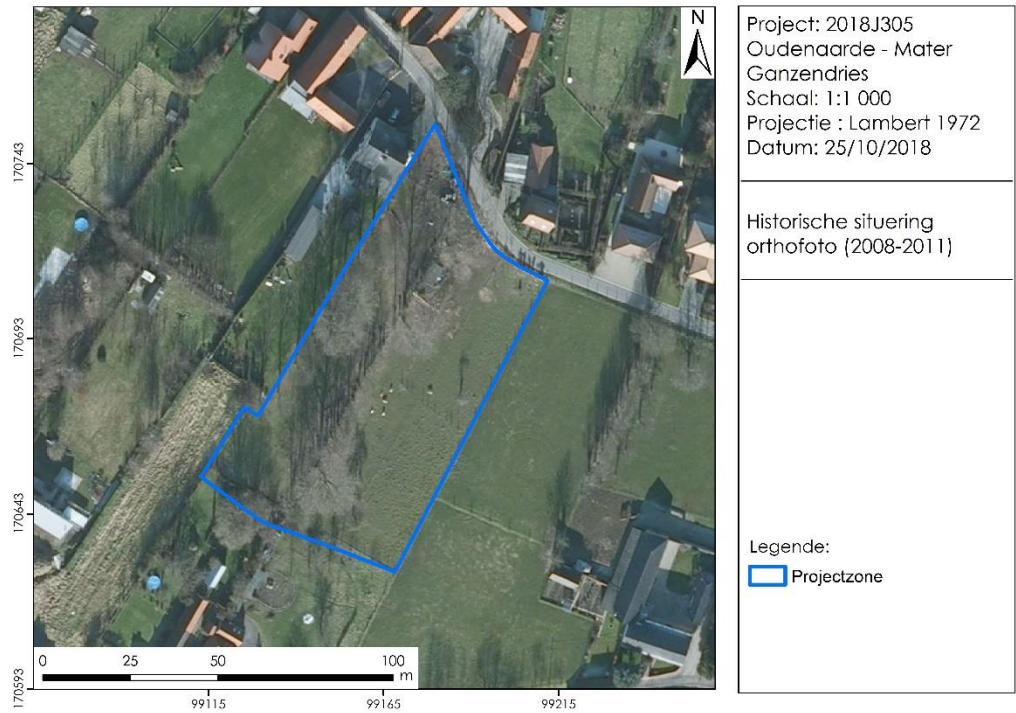 N
170743
170693
170643
170593
0 25 50 100
m
99115 99165 99215
Project: 2018J305
Oudenaarde - Mater
Ganzendries
Schaal: 1:1 000
Projectie : Lambert 1972
Datum: 25/10/2018
Historische situering
orthofoto (2008-2011)
Legende:
Projectzone